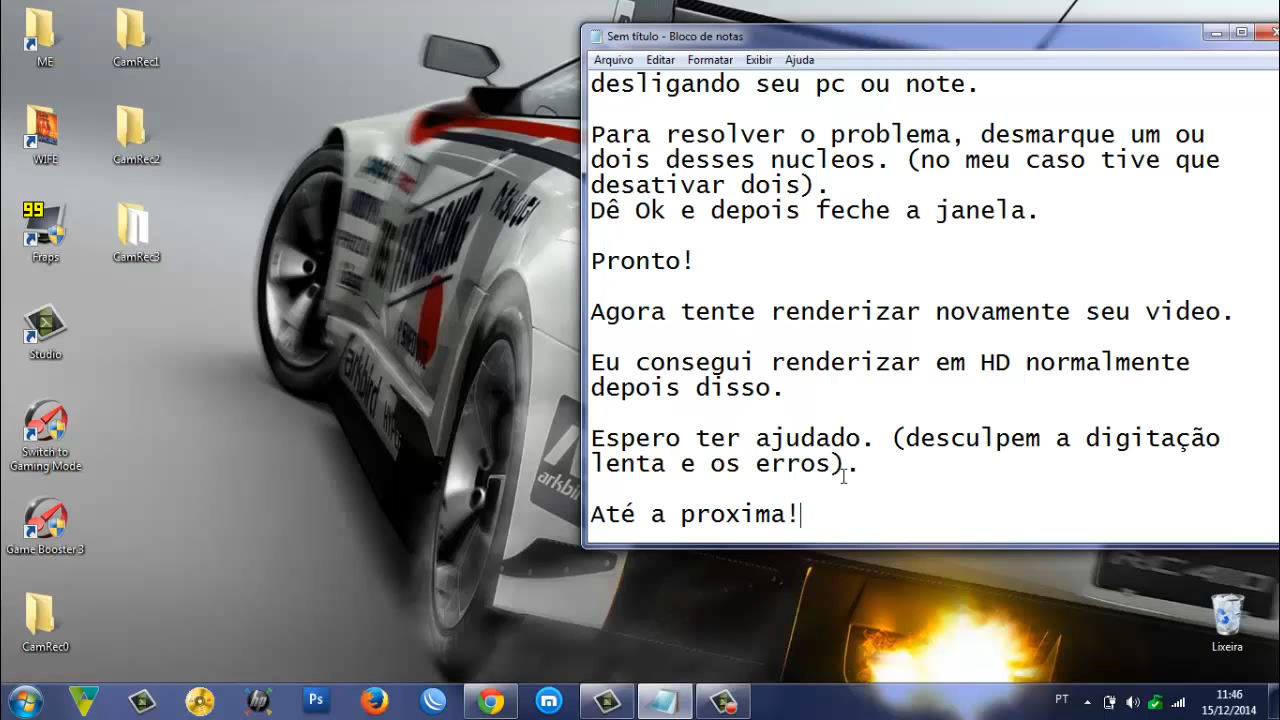 ME
CamRec1
WIFE
CamRec2
99
Fraps
CamRec3
Studio
Switch to
Gaming Mode
Game Booster 3
CamRec0
Sem título - Bloco de notas
Arquivo Editar Formatar Exibir Ajuda
desligando seu pc ou note.
Para resolver o problema, desmarque um ou
dois desses nucleos. (no meu caso tive que
desativar dois).
Dê Ok e depois feche a janela.
Pronto!
Agora tente renderizar novamente seu video.
Eu consegui renderizar em HD normalmente
depois disso.
Espero ter ajudado. (desculpem a digitação
lenta e os erros).
Até a proxima!
arkbird
Lixeira
hp
Ps
PT
11:46
15/12/2014